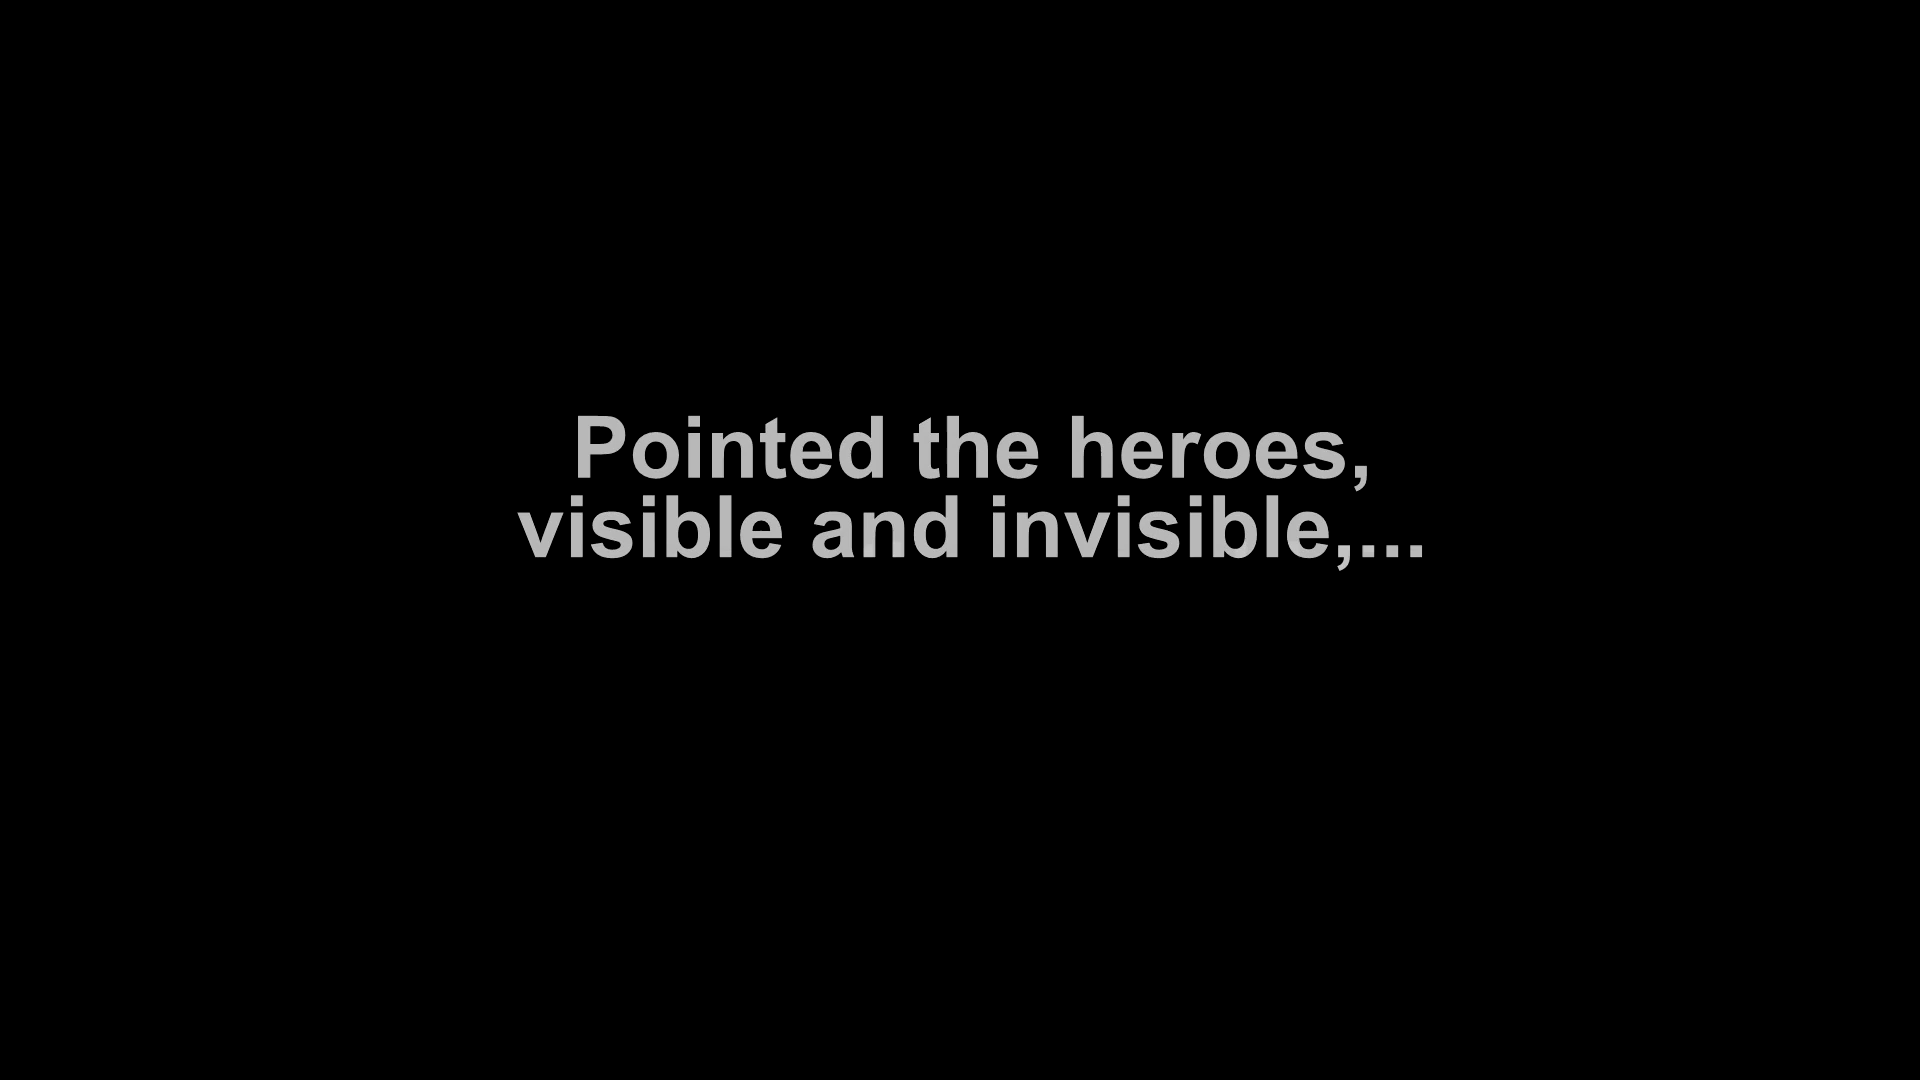 Pointed the heroes,
visible and invisible,...